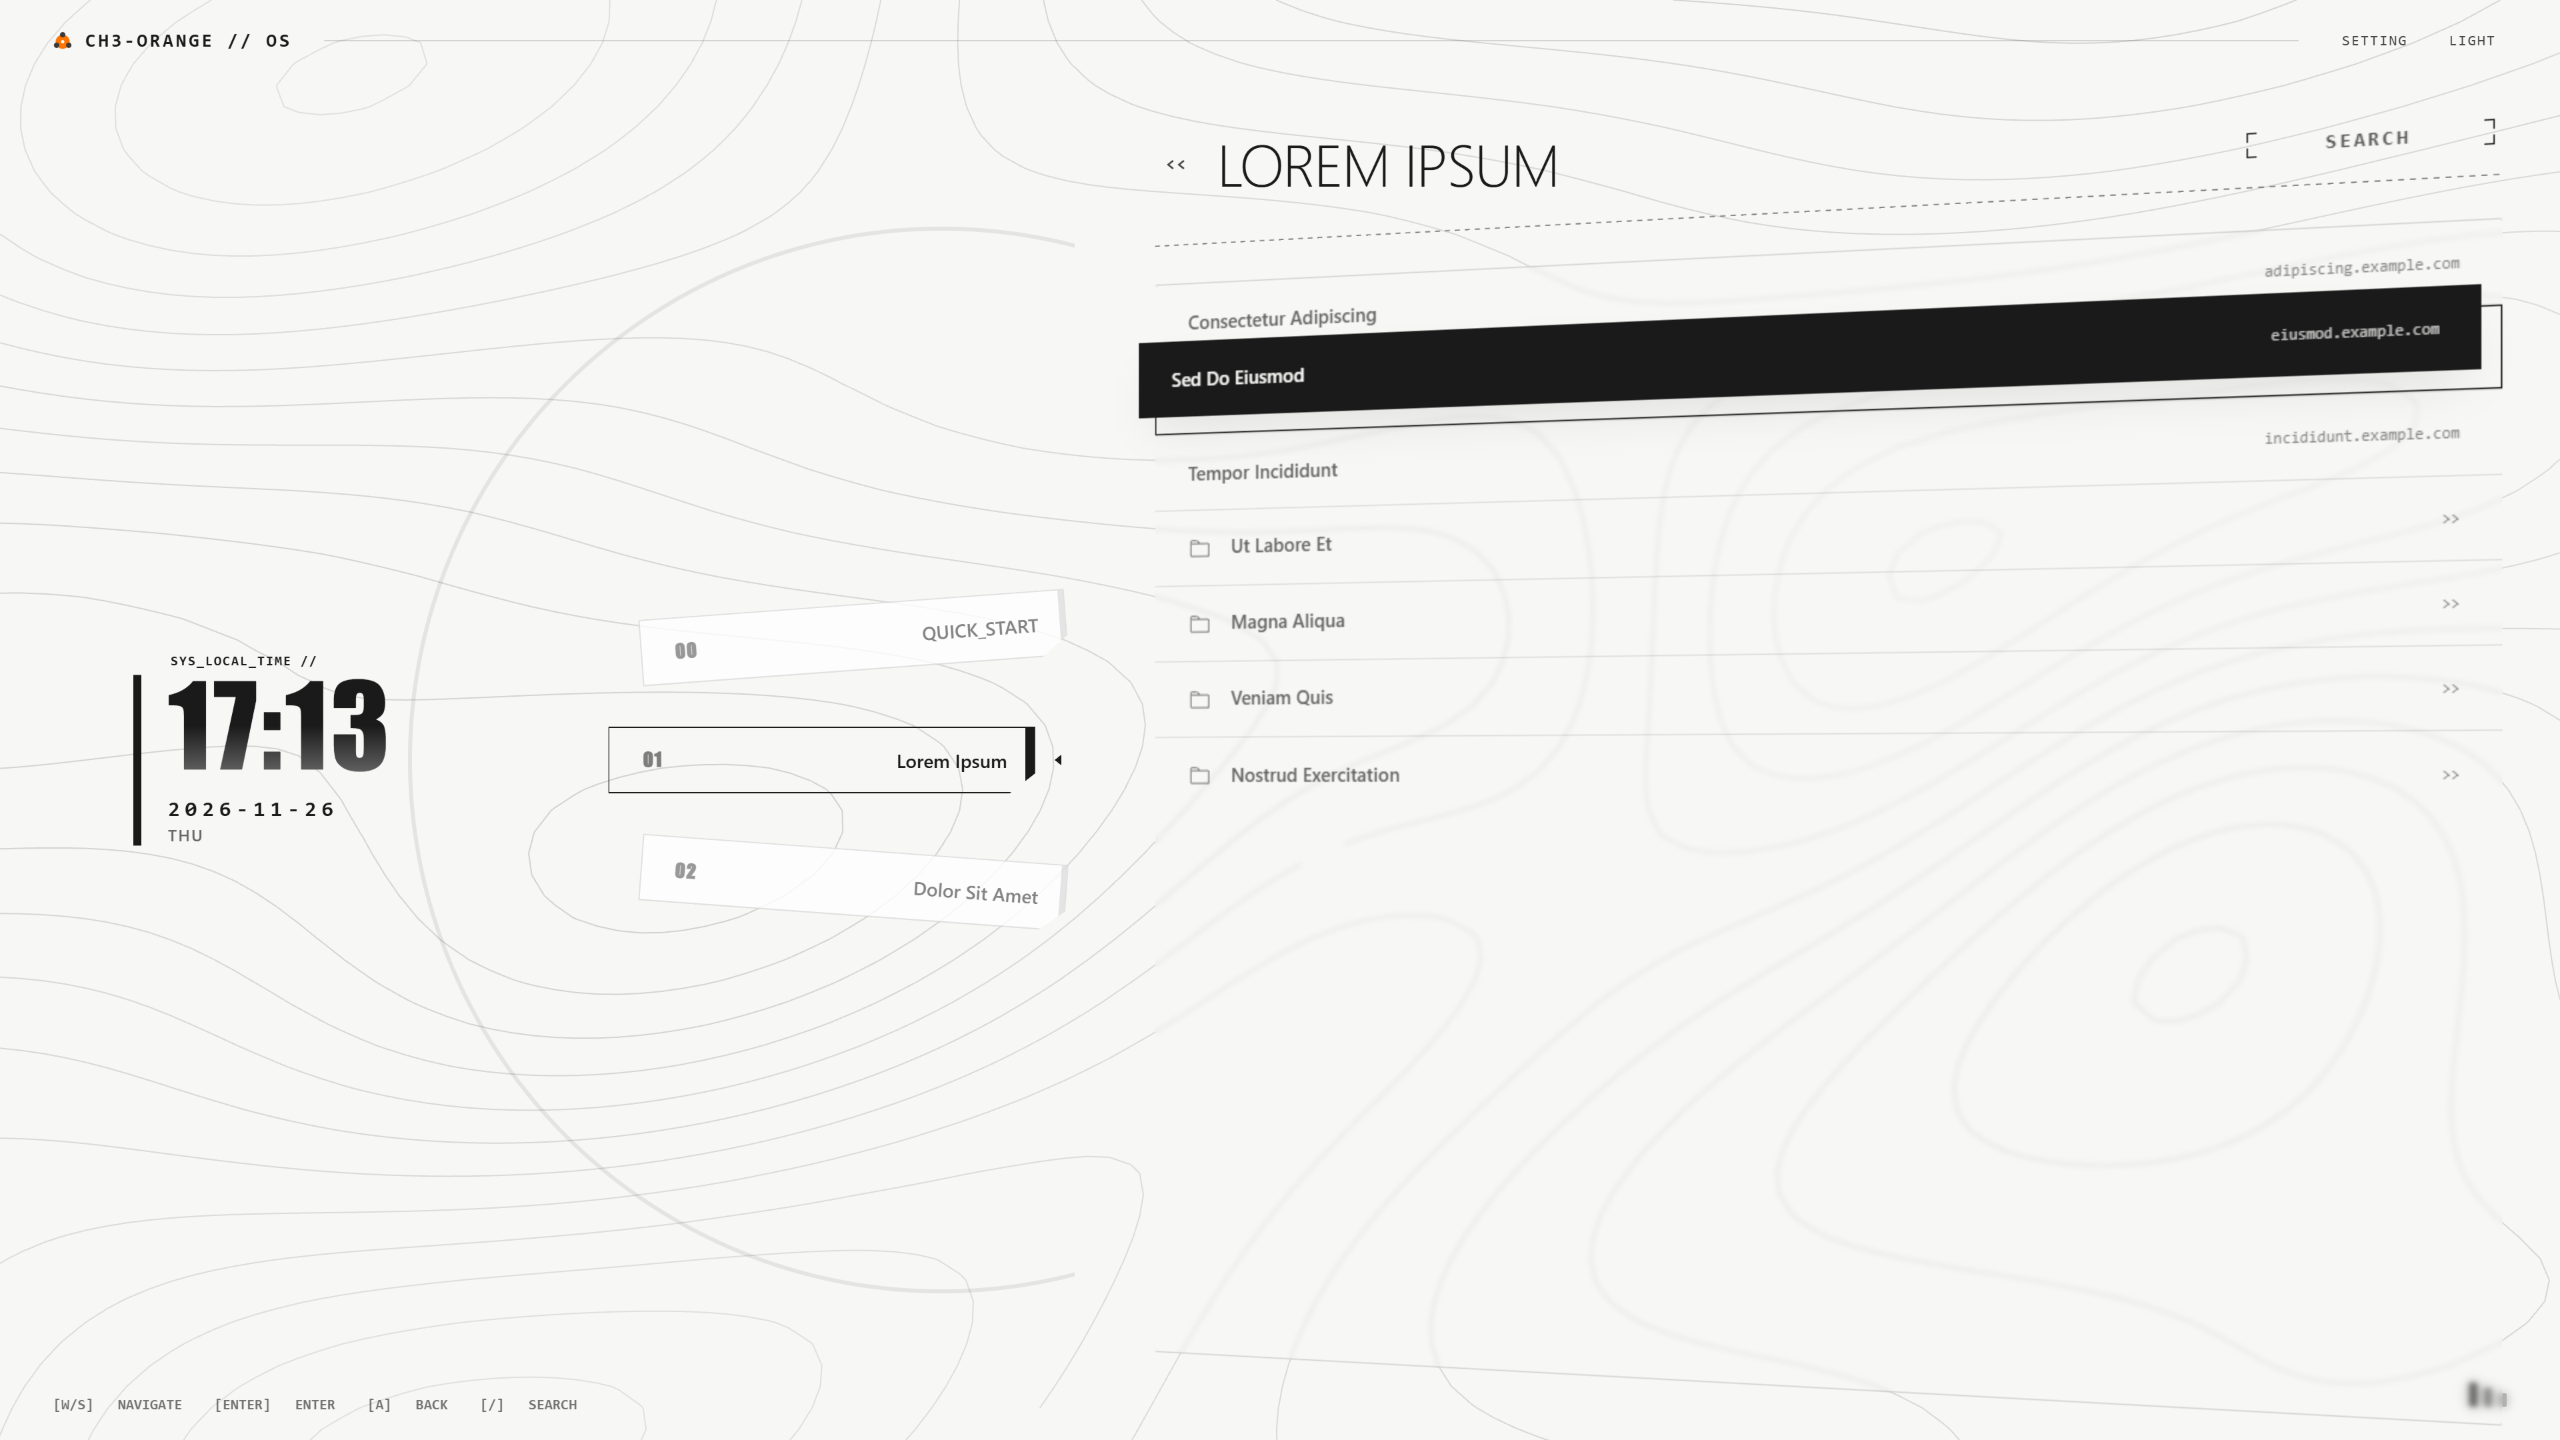 CH3-ORANGE // OS
SETTING LIGHT
<< LOREM IPSUM
SEARCH
Consectetur Adipiscing adipiscing.example.com
Sed Do Eiusmod eiusmod.example.com
Tempor Incididunt incididunt.example.com
Ut Labore Et >>
Magna Aliqua >>
Veniam Quis >>
Nostrud Exercitation >>
00 QUICK_START
01 Lorem Ipsum
02 Dolor Sit Amet
SYS_LOCAL_TIME //
17:13
2026-11-26
THU
[W/S] NAVIGATE [ENTER] ENTER [A] BACK [/] SEARCH